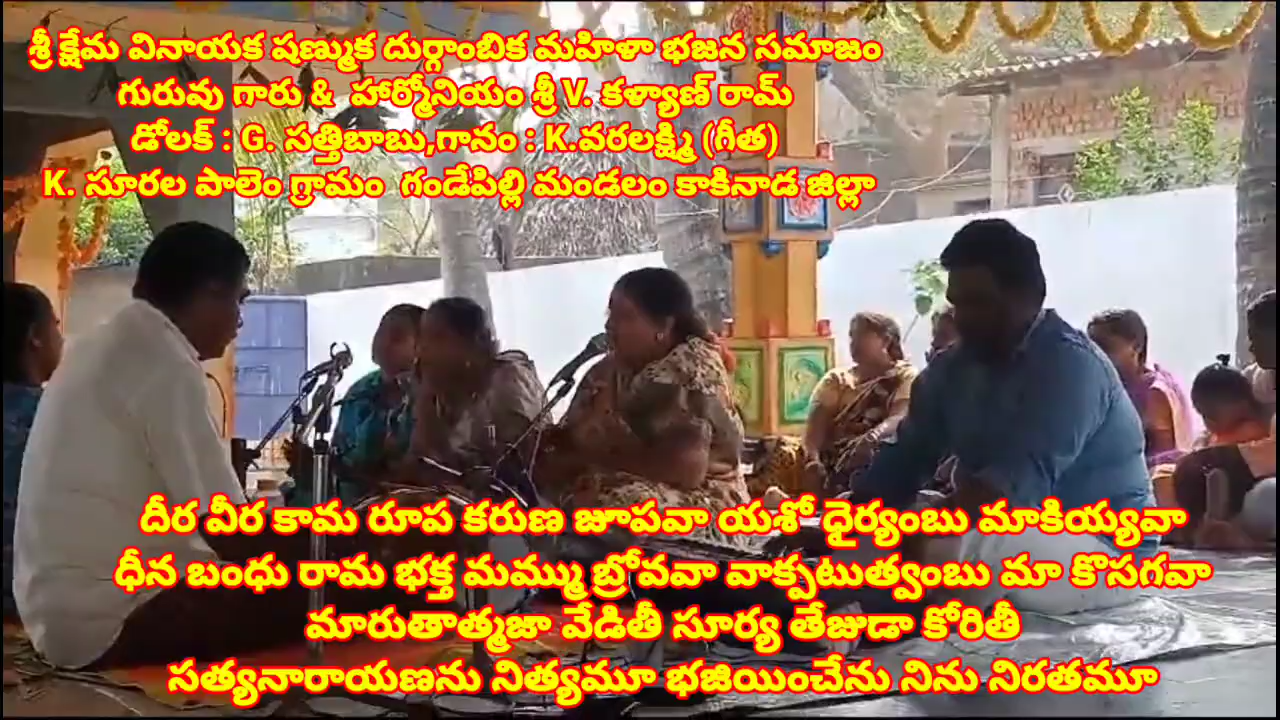 శ్రీ క్షేమ వినాయక షణ్ముక దుర్గాంబిక మహిళా భజన సమాజం
గురువు గారు & హార్మోనియం శ్రీ V. కళ్యాణ్ రామ్
డోలక్ : G. సత్తిబాబు,గానం : K.వరలక్ష్మి (గీత)
K. సూరల పాలెం గ్రామం గండేపిల్లి మండలం కాకినాడ జిల్లా
దీర వీర కామ రూప కరుణ జూపవా యశో ధైర్యంబు మాకియ్యవా
ధీన బంధు రామ భక్త మమ్ము బ్రోవవా వాక్పటుత్వంబు మా కొసగవా
మారుతాత్మజా వేడితీ సూర్య తేజుడా కోరితీ
సత్యనారాయణను నిత్యమూ భజియించేను నిను నిరతమూ